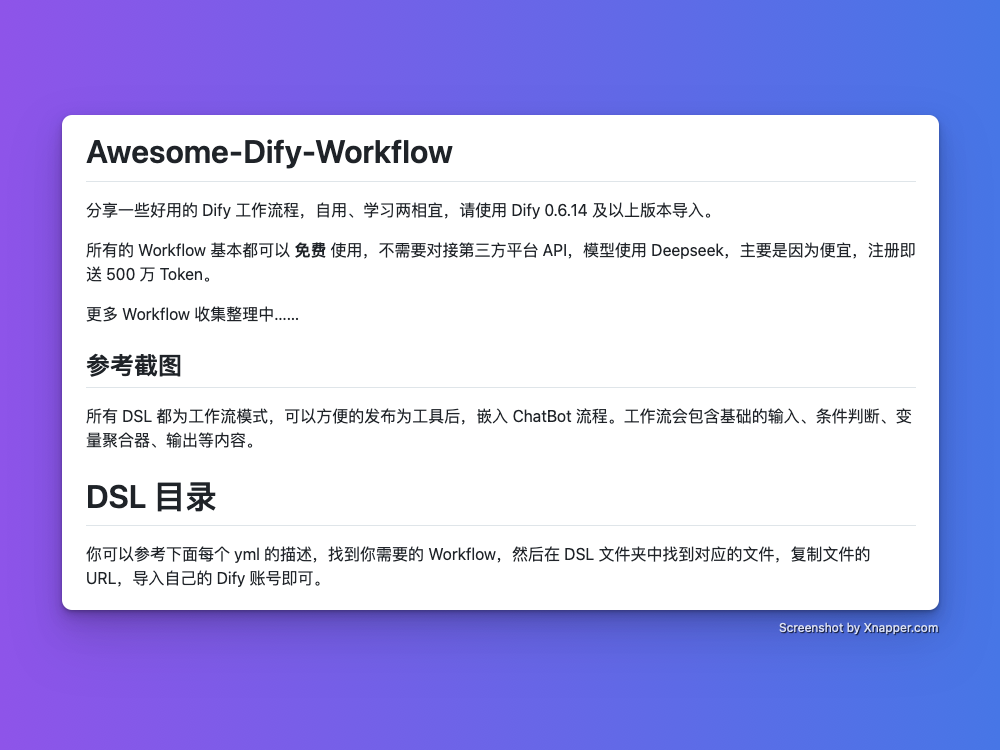 Awesome-Dify-Workflow
分享一些好用的 Dify 工作流程，自用、学习两相宜，请使用 Dify 0.6.14 及以上版本导入。
所有的 Workflow 基本都可以 免费 使用，不需要对接第三方平台 API，模型使用 Deepseek，主要是因为便宜，注册即
送 500 万 Token。
更多 Workflow 收集整理中……
参考截图
所有 DSL 都为工作流模式，可以方便的发布为工具后，嵌入 ChatBot 流程。工作流会包含基础的输入、条件判断、变
量聚合器、输出等内容。
DSL 目录
你可以参考下面每个 yml 的描述，找到你需要的 Workflow，然后在 DSL 文件夹中找到对应的文件，复制文件的
URL，导入自己的 Dify 账号即可。
Screenshot by Xnapper.com